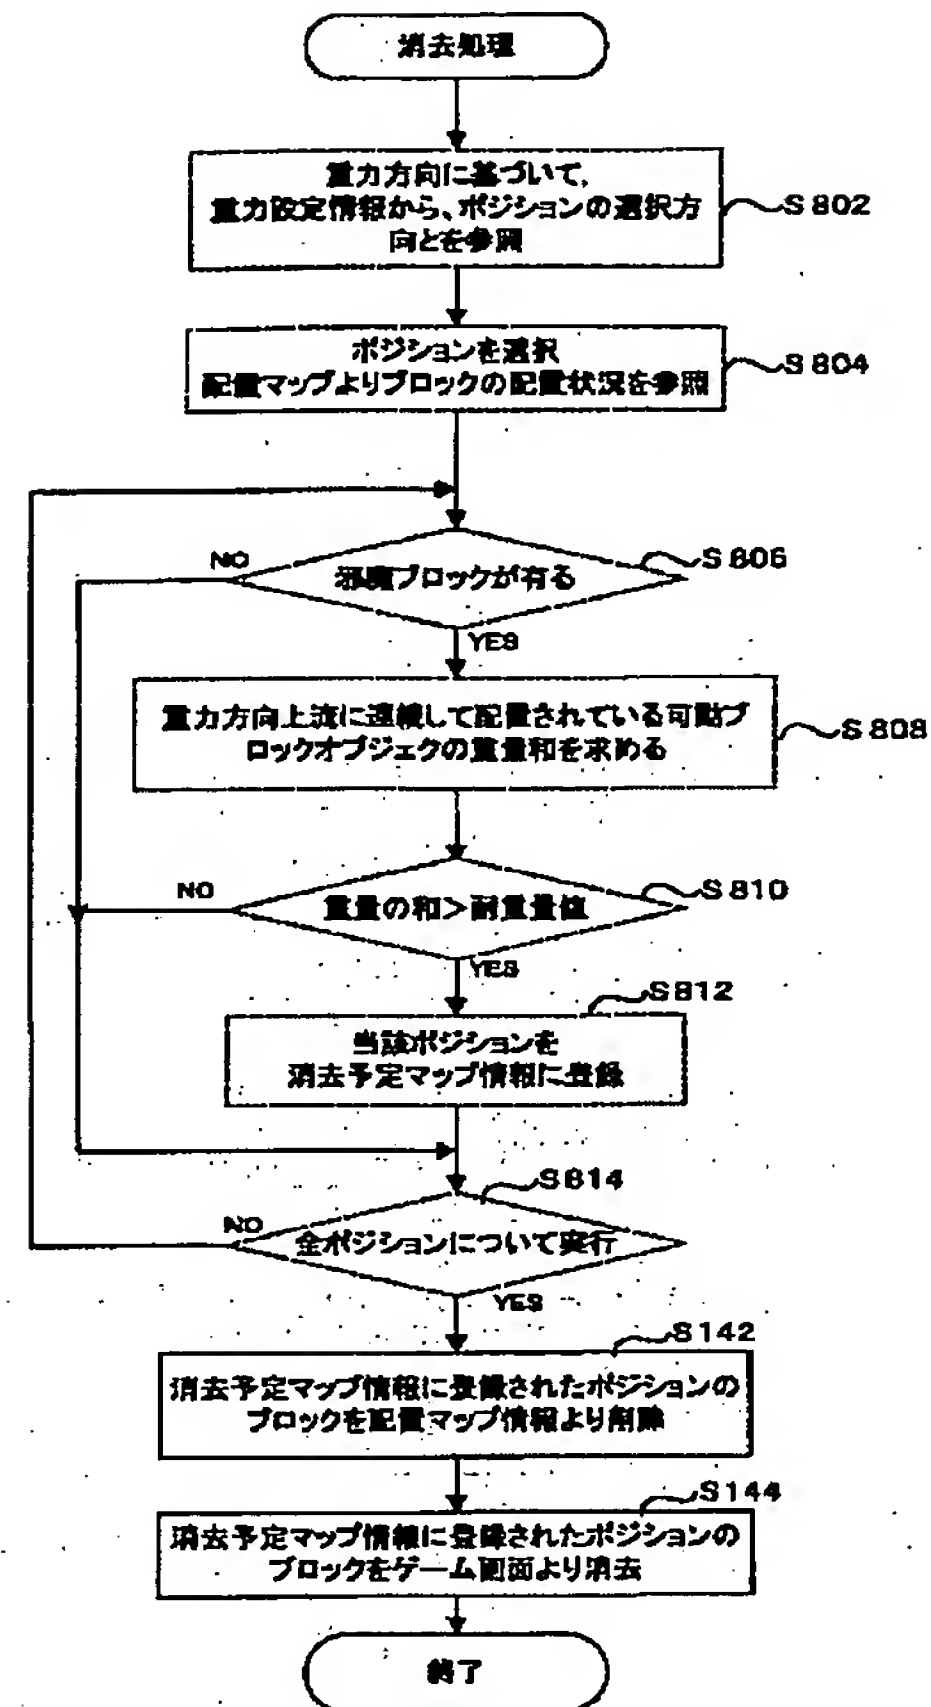 消去処理
重力方向に基づいて,
重力設定情報から、ポジションの選択方
向とを参照
S802
ポジションを選択
配置マップよりブロックの配置状況を参照
S804
NO
邪魔ブロックが有る
S806
YES
重力方向上流に連続して配置されている可動ブ
ロックオブジェクの重量和を求める
S808
NO
重量の和>耐重量値
S810
YES
S812
当該ポジションを
消去予定マップ情報に登録
S814
NO
全ポジションについて実行
YES
S142
消去予定マップ情報に登録されたポジションの
ブロックを配置マップ情報より削除
S144
消去予定マップ情報に登録されたポジションの
ブロックをゲーム画面より消去
終了